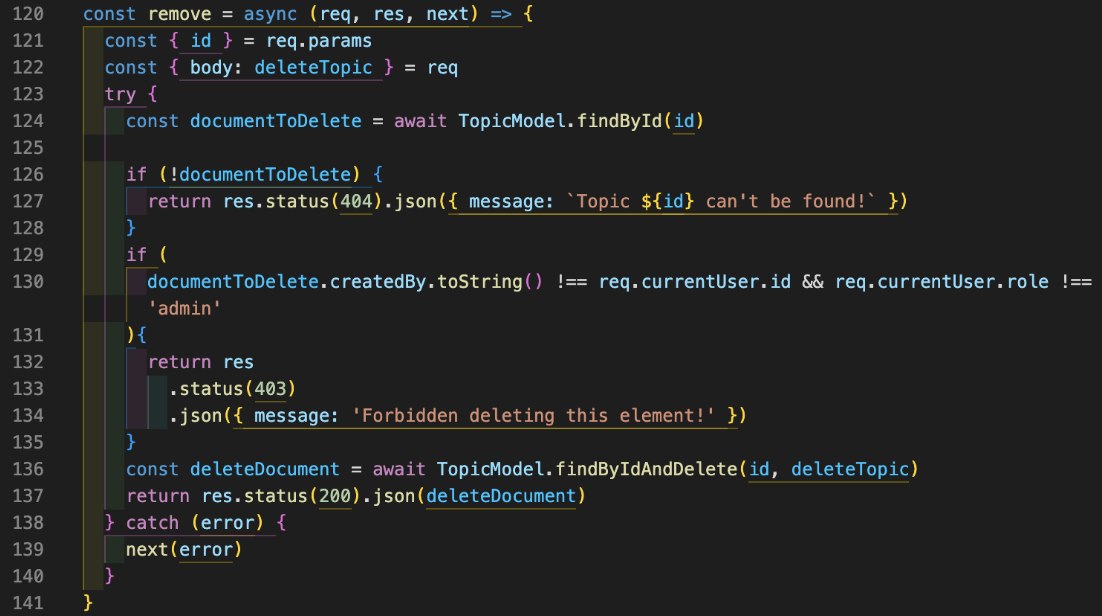 120 const remove = async (req, res, next) => {
121 const { id } = req.params
122 const { body: deleteTopic } = req
123 try {
124 const documentToDelete = await TopicModel.findById(id)
125
126 if (!documentToDelete) {
127 return res.status(404).json({ message: `Topic ${id} can't be found!` })
128 }
129 if (
130 documentToDelete.createdBy.toString() !== req.currentUser.id && req.currentUser.role !==
'admin'
131 ){
132 return res
133 .status(403)
134 .json({ message: 'Forbidden deleting this element!' })
135 }
136 const deleteDocument = await TopicModel.findByIdAndDelete(id, deleteTopic)
137 return res.status(200).json(deleteDocument)
138 } catch (error) {
139 next(error)
140 }
141 }